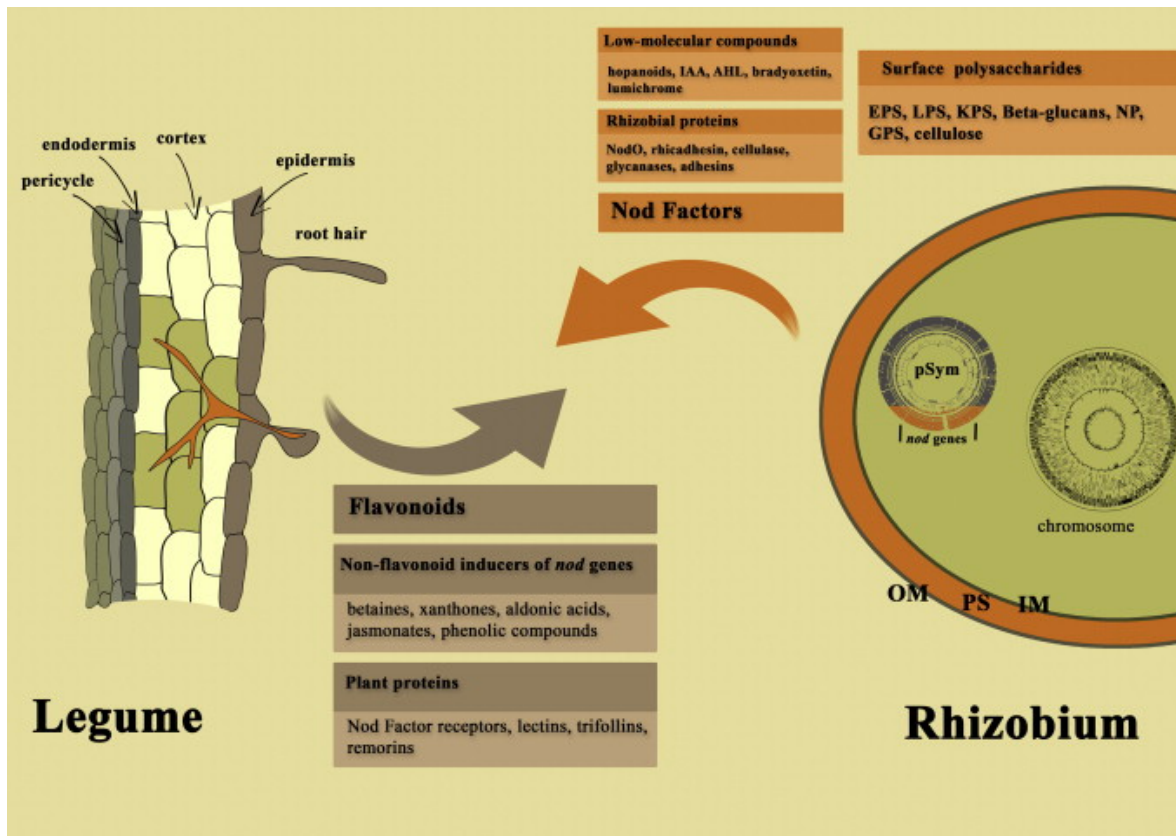 Low-molecular compounds
hopanoids, IAA, AHL, bradyoxetin,
lumichrome
Rhizobial proteins
NodO, rhicadhesin, cellulase,
glycanases, adhesins
Nod Factors
Surface polysaccharides
EPS, LPS, KPS, Beta-glucans, NP,
GPS, cellulose
endodermis
cortex
pericycle
epidermis
root hair
pSym
nod genes
chromosome
OM
PS
IM
Flavonoids
Non-flavonoid inducers of nod genes
betaines, xanthones, aldonic acids,
jasmonates, phenolic compounds
Plant proteins
Nod Factor receptors, lectins, trifollins,
remorins
Legume
Rhizobium